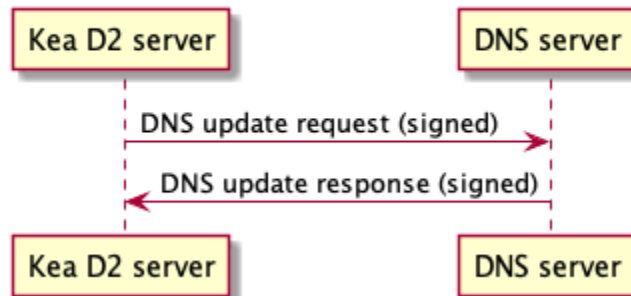 Kea D2 server
DNS server
DNS update request (signed)
DNS update response (signed)
Kea D2 server
DNS server